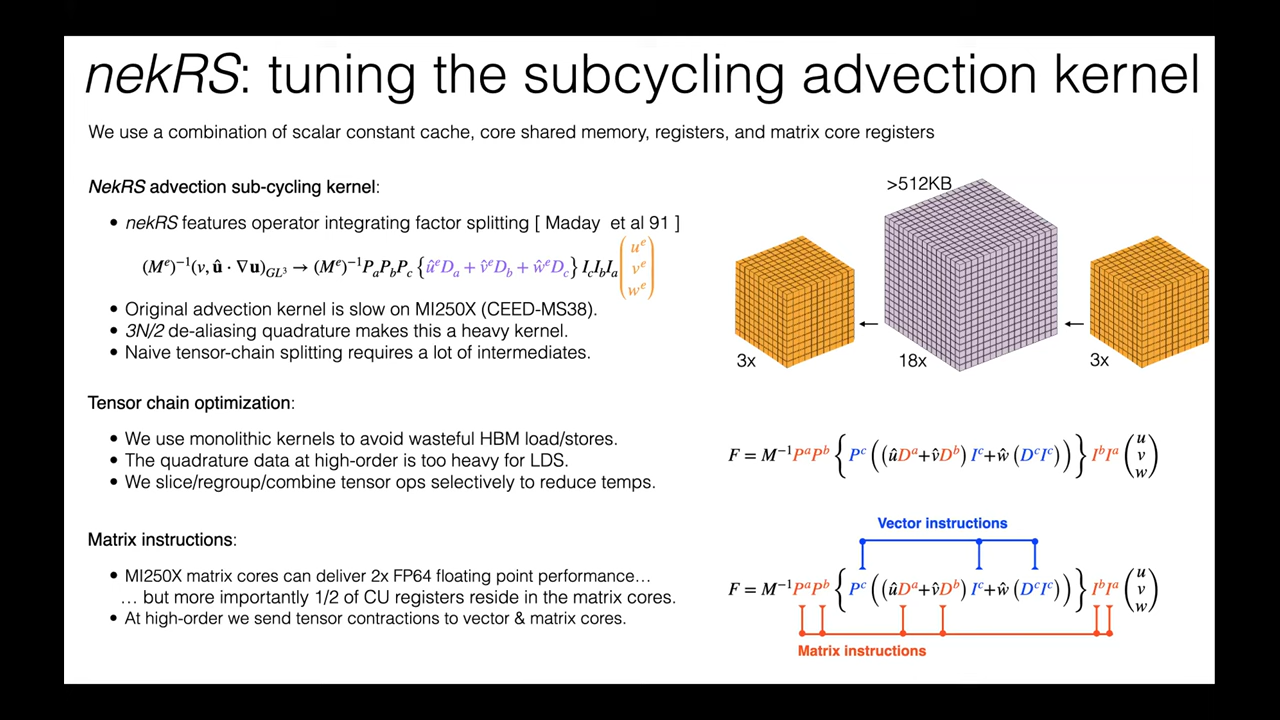 nekRS: tuning the subcycling advection kernel
We use a combination of scalar constant cache, core shared memory, registers, and matrix core registers
NekRS advection sub-cycling kernel:
• nekRS features operator integrating factor splitting [ Maday et al 91 ]
(Mᵉ)⁻¹(v, û · ∇u)_GL³ → (Mᵉ)⁻¹PₐP_bP_c {ûᵉDₐ + v̂ᵉD_b + ŵᵉD_c} I_cI_bIₐ (uᵉ vᵉ wᵉ)
• Original advection kernel is slow on MI250X (CEED-MS38).
• 3N/2 de-aliasing quadrature makes this a heavy kernel.
• Naive tensor-chain splitting requires a lot of intermediates.
>512KB
3x
18x
3x
Tensor chain optimization:
• We use monolithic kernels to avoid wasteful HBM load/stores.
• The quadrature data at high-order is too heavy for LDS.
• We slice/regroup/combine tensor ops selectively to reduce temps.
F = M⁻¹PᵃPᵇ {Pᶜ ((ûDᵃ+v̂Dᵇ) Iᶜ+ŵ (DᶜIᶜ))} IᵇIᵃ (u v w)
Matrix instructions:
• MI250X matrix cores can deliver 2x FP64 floating point performance…
… but more importantly 1/2 of CU registers reside in the matrix cores.
• At high-order we send tensor contractions to vector & matrix cores.
Vector instructions
F = M⁻¹PᵃPᵇ {Pᶜ ((ûDᵃ+v̂Dᵇ) Iᶜ+ŵ (DᶜIᶜ))} IᵇIᵃ (u v w)
Matrix instructions